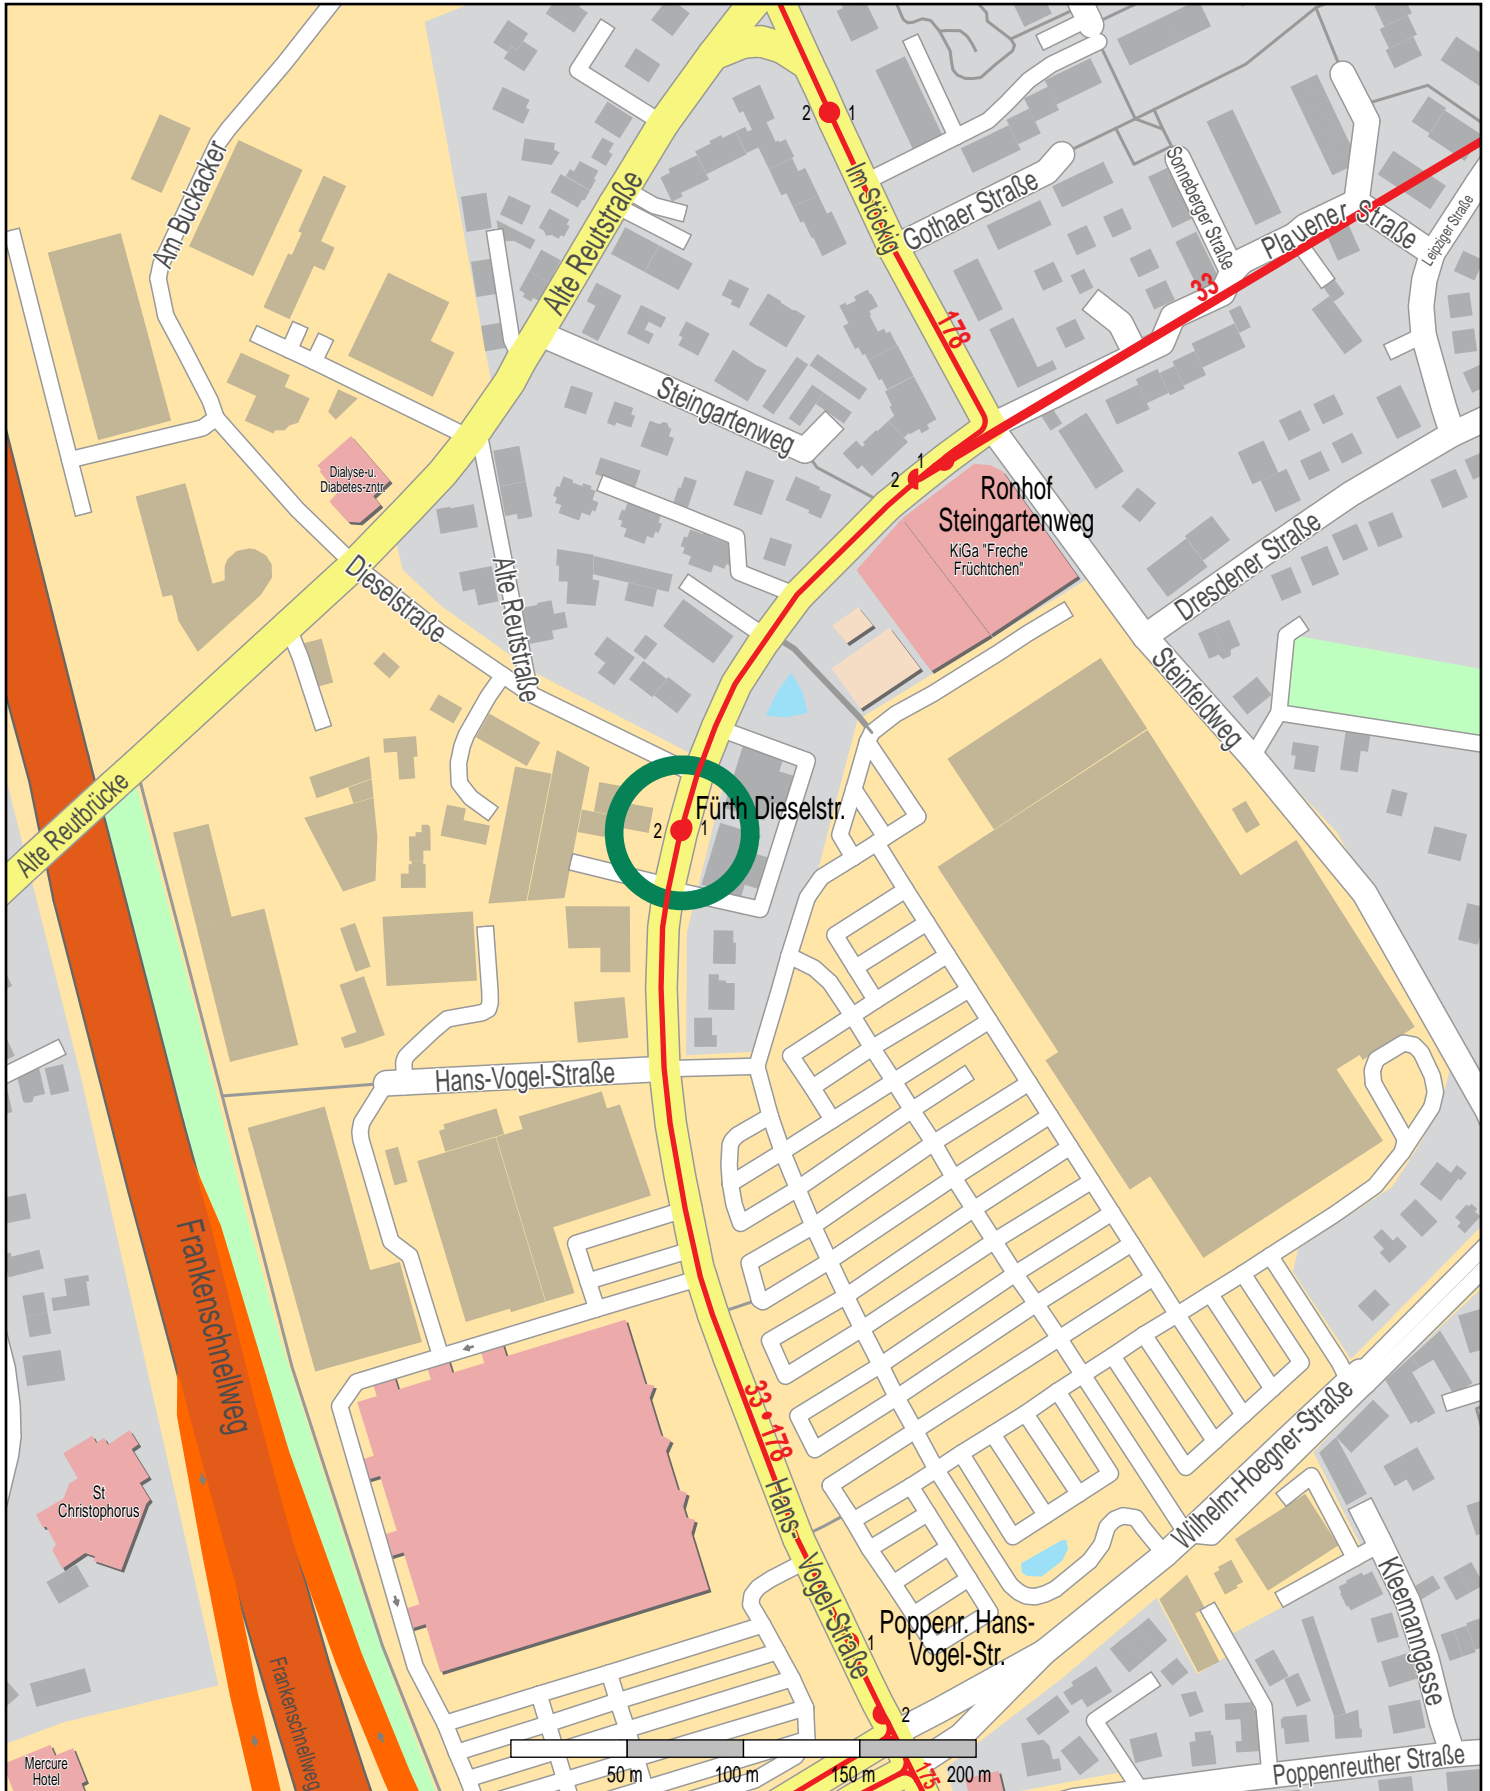 2 1
Im Stöckig
Am Buckacker
Alte Reutstraße
Gothaer Straße
Sonneberger Straße
Plauener Straße
Leipziger Straße
33
178
Steingartenweg
Dialyse-u.
Diabetes-zntr.
1
2
Ronhof
Steingartenweg
KiGa "Freche
Früchtchen"
Dresdener Straße
Dieselstraße
Alte Reutstraße
Steinfeldweg
Alte Reutbrücke
Fürth Dieselstr.
2 1
Hans-Vogel-Straße
Frankenschnellweg
33 • 178
Hans-
Vogel-Straße
Wilhelm-Hoegner-Straße
St
Christophorus
Kleemanngasse
Poppenr. Hans-
Vogel-Str.
1
2
Frankenschnellweg
175
Mercure
Hotel
50 m 100 m 150 m 200 m
Poppenreuther Straße